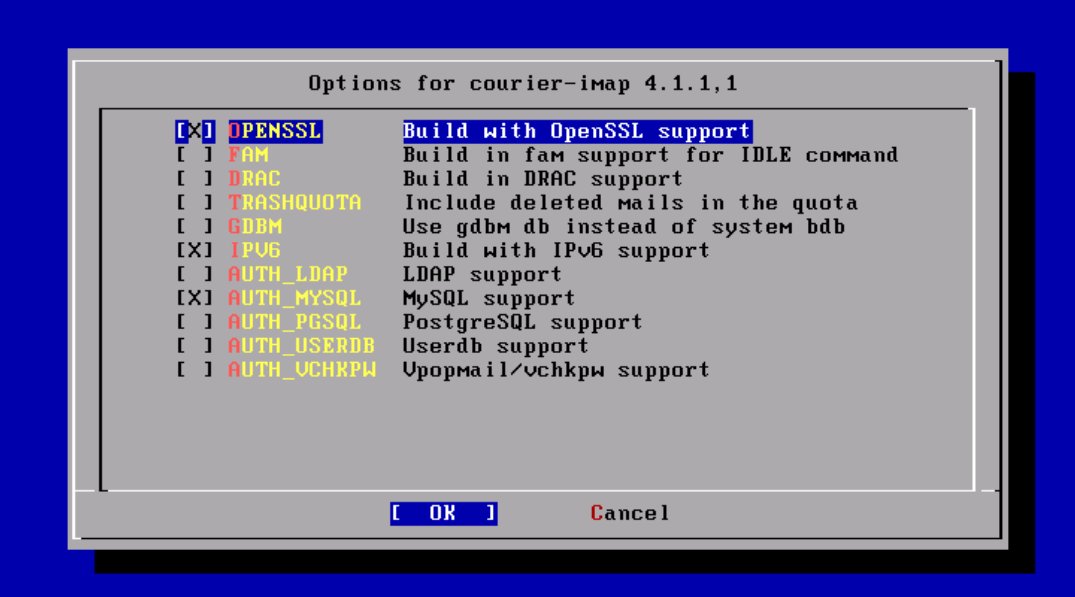 Options for courier-imap 4.1.1,1
[X] OPENSSL Build with OpenSSL support
[ ] FAM Build in fam support for IDLE command
[ ] DRAC Build in DRAC support
[ ] TRASHQUOTA Include deleted mails in the quota
[ ] GDBM Use gdbm db instead of system bdb
[X] IPV6 Build with IPv6 support
[ ] AUTH_LDAP LDAP support
[X] AUTH_MYSQL MySQL support
[ ] AUTH_PGSQL PostgreSQL support
[ ] AUTH_USERDB Userdb support
[ ] AUTH_VCHKPW Vpopmail/vchkpw support
[ OK ] Cancel